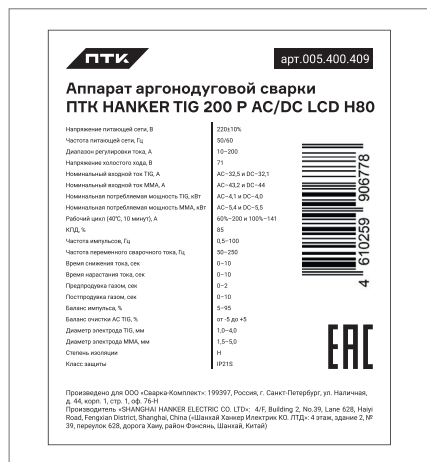 ПТК
арт.005.400.409
Аппарат аргонодуговой сварки
ПТК HANKER TIG 200 P AC/DC LCD H80
Напряжение питающей сети, В 220±10%
Частота питающей сети, Гц 50/60
Диапазон регулировки тока, А 10–200
Напряжение холостого хода, В 71
Номинальный входной ток TIG, А AC–32,5 и DC–32,1
Номинальный входной ток MMA, А AC–43,2 и DC–44
Номинальная потребляемая мощность TIG, кВт AC–4,1 и DC–4,0
Номинальная потребляемая мощность MMA, кВт AC–5,4 и DC–5,5
Рабочий цикл (40°С, 10 минут), А 60%–200 и 100%–141
КПД, % 85
Частота импульсов, Гц 0,5–100
Частота переменного сварочного тока, Гц 50–250
Время снижения тока, сек 0–10
Время нарастания тока, сек 0–10
Предпродувка газом, сек 0–2
Постпродувка газом, сек 0–10
Баланс импульса, % 5–95
Баланс очистки AC TIG, % от -5 до +5
Диаметр электрода TIG, мм 1,0–4,0
Диаметр электрода MMA, мм 1,5–5,0
Степень изоляции H
Класс защиты IP21S
4 610259 906778
EAC
Произведено для ООО «Сварка-Комплект»: 199397, Россия, г. Санкт-Петербург, ул. Наличная,
д. 44, корп. 1, стр. 1, оф. 76-Н
Производитель «SHANGHAI HANKER ELECTRIC CO. LTD»: 4/F, Building 2, No.39, Lane 628, Haiyi
Road, Fengxian District, Shanghai, China («Шанхай Ханкер Илектрик КО. ЛТД»: 4 этаж, здание 2, №
39, переулок 628, дорога Хаиу, район Фэнсянь, Шанхай, Китай)